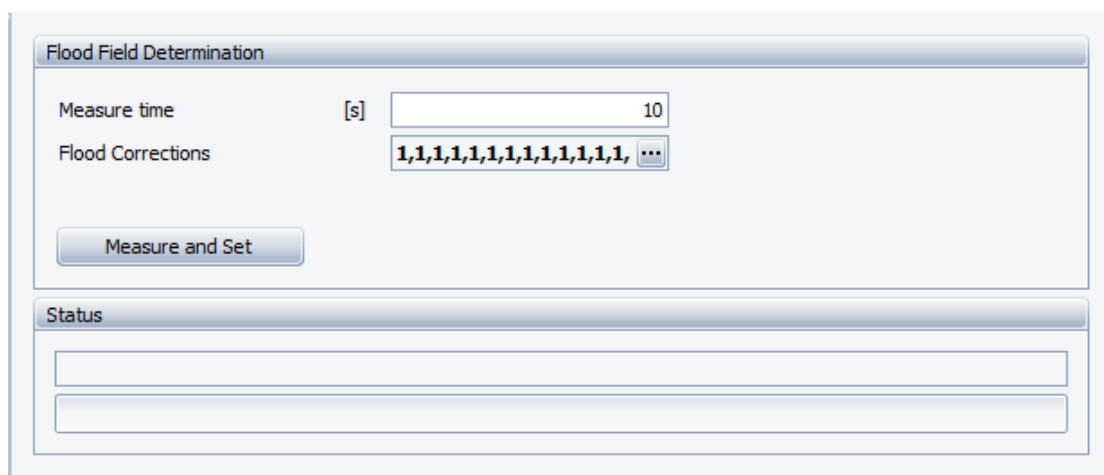 Flood Field Determination
Measure time [s] 10
Flood Corrections 1,1,1,1,1,1,1,1,1,1,1,1,1, ...
Measure and Set
Status